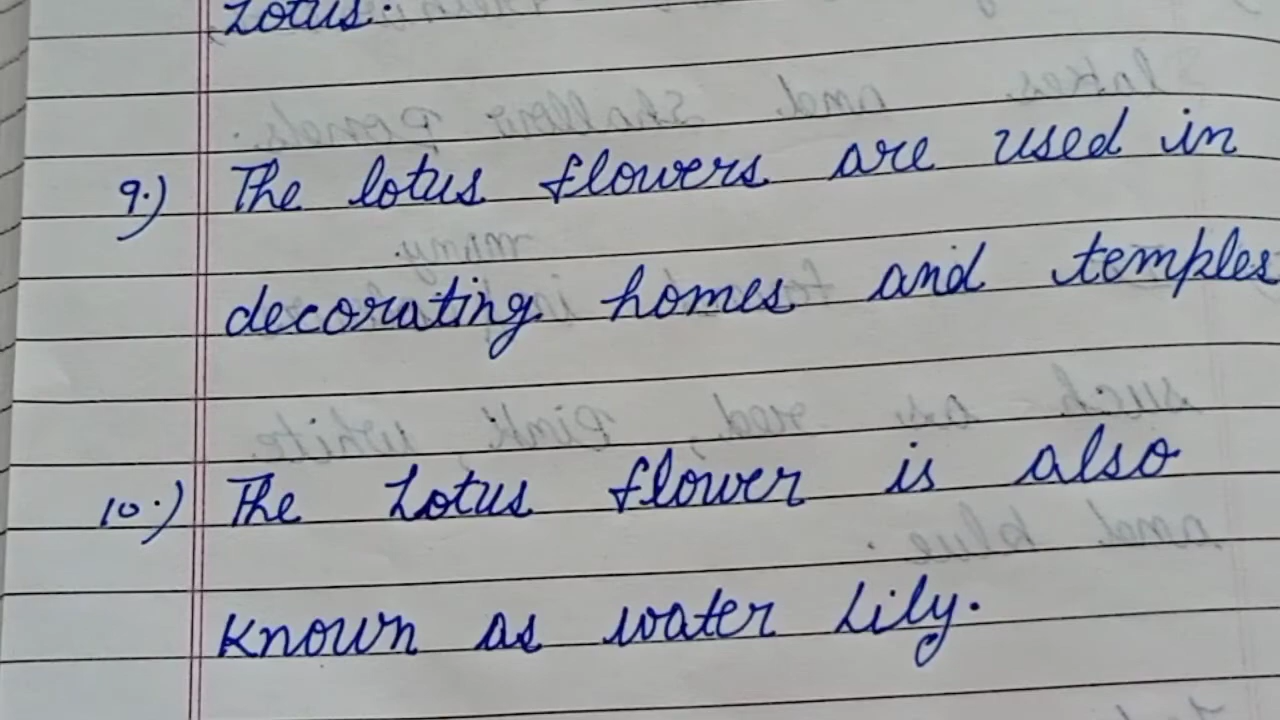 Lotus.
9.) The lotus flowers are used in
decorating homes and temples
10.) The Lotus flower is also
known as water Lily.